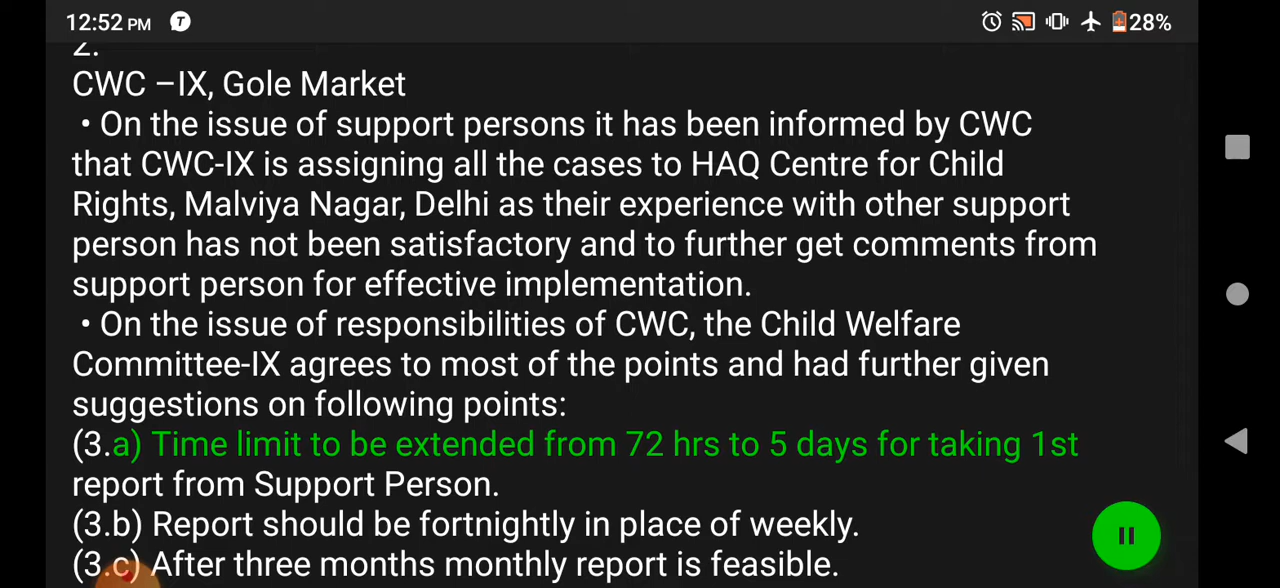 12:52 PM T 28%
2.
CWC –IX, Gole Market
• On the issue of support persons it has been informed by CWC
that CWC-IX is assigning all the cases to HAQ Centre for Child
Rights, Malviya Nagar, Delhi as their experience with other support
person has not been satisfactory and to further get comments from
support person for effective implementation.
• On the issue of responsibilities of CWC, the Child Welfare
Committee-IX agrees to most of the points and had further given
suggestions on following points:
(3.a) Time limit to be extended from 72 hrs to 5 days for taking 1st
report from Support Person.
(3.b) Report should be fortnightly in place of weekly.
(3.c) After three months monthly report is feasible.